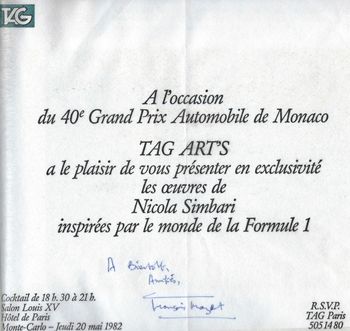 TAG
A l'occasion
du 40e Grand Prix Automobile de Monaco
TAG ART'S
a le plaisir de vous présenter en exclusivité
les œuvres de
Nicola Simbari
inspirées par le monde de la Formule 1
A Bientôt,
Amitiés,
Cocktail de 18 h. 30 à 21 h.
Salon Louis XV
Hôtel de Paris
Monte-Carlo - Jeudi 20 mai 1982
R.S.V.P.
TAG Paris
505 14 80